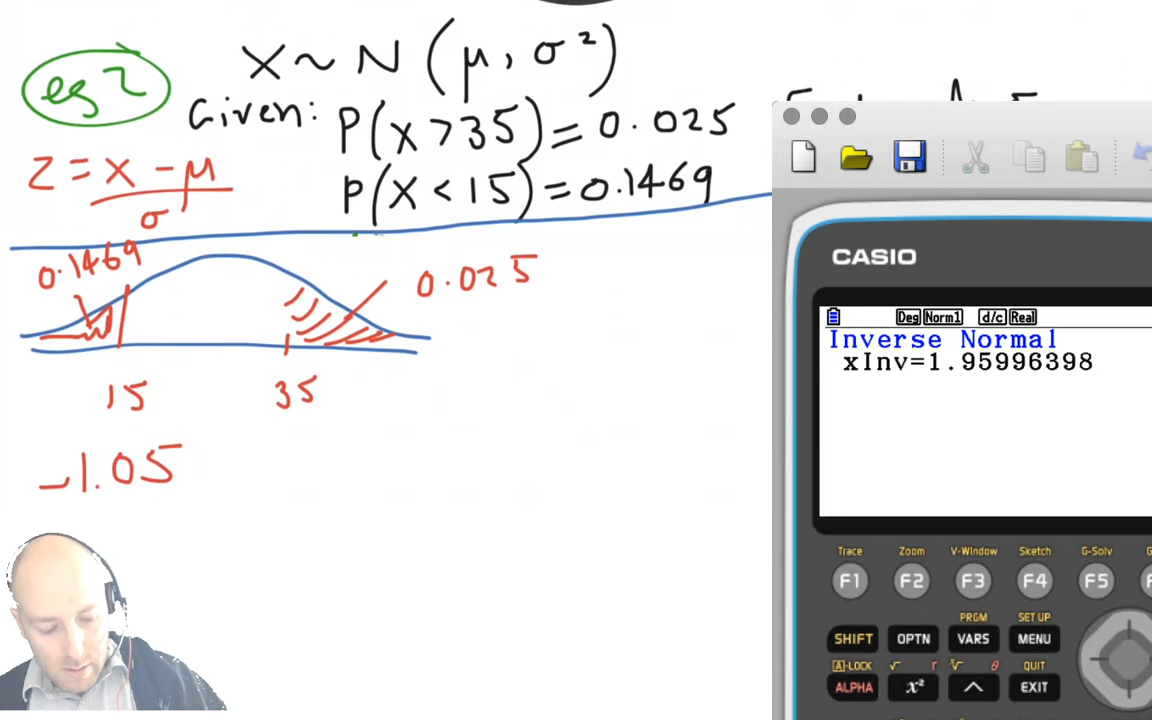 eg 2
X ~ N (μ, σ²)
Given: P(X > 35) = 0.025
P(X < 15) = 0.1469
z = x - μ
σ
0.1469
0.025
15
35
-1.05
CASIO
Deg Norm1 d/c Real
Inverse Normal
xInv=1.95996398
Trace Zoom V-Window Sketch G-Solv
F1 F2 F3 F4 F5
PRGM SET UP
SHIFT OPTN VARS MENU
A-LOCK √ r θ QUIT
ALPHA x² ^ EXIT